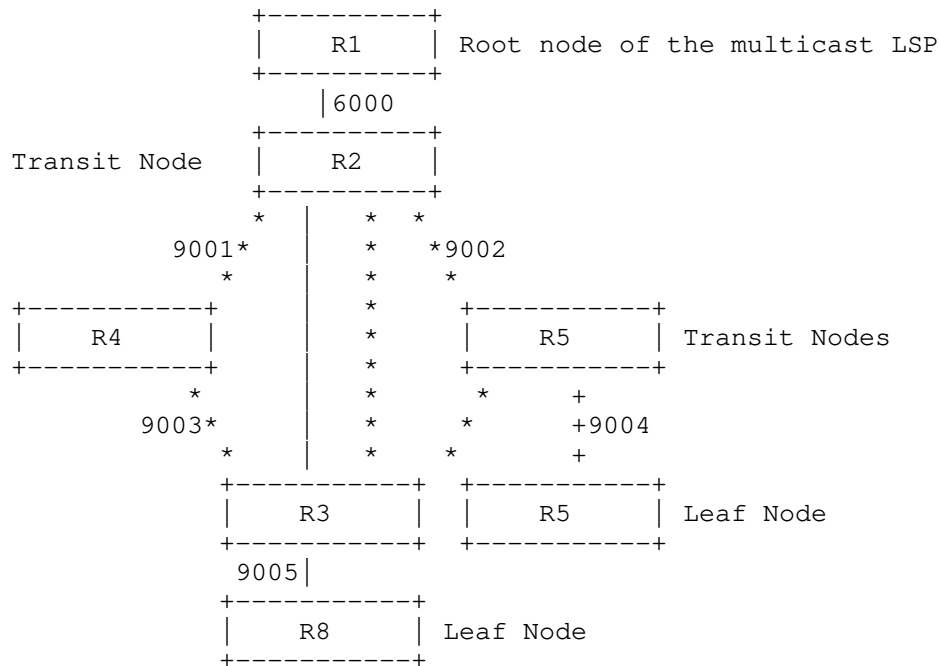 R1 Root node of the multicast LSP
6000
Transit Node R2
9001 9002
R4 R5 Transit Nodes
9003 9004
R3 R5 Leaf Node
9005
R8 Leaf Node